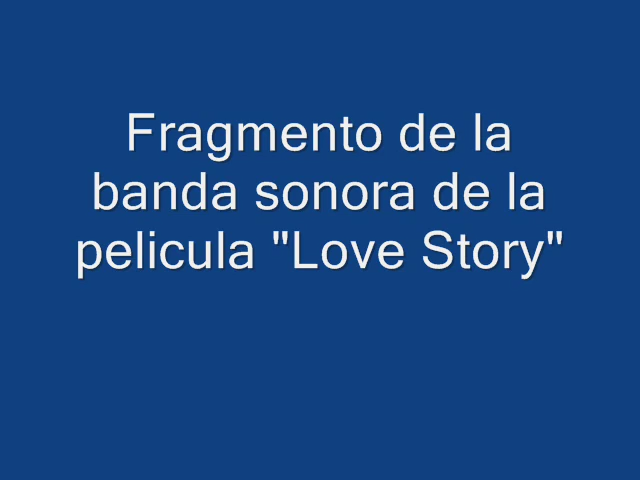 Fragmento de la
banda sonora de la
pelicula "Love Story"